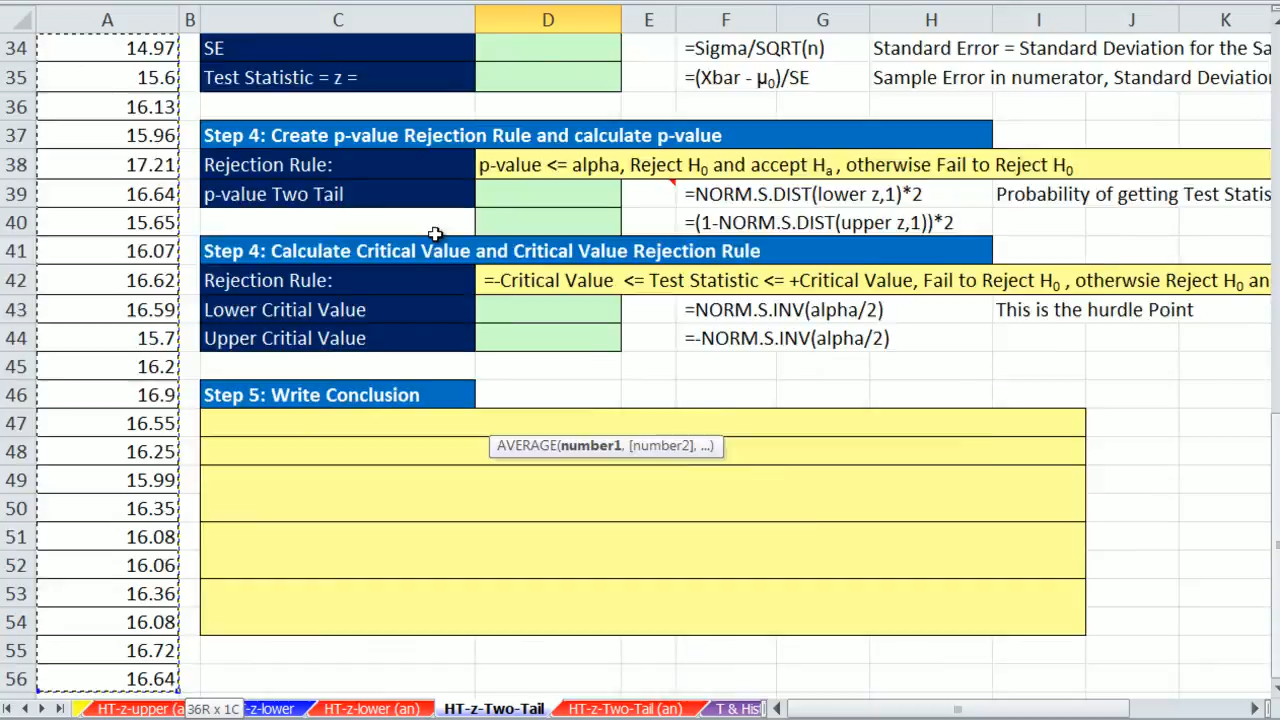 A B C D E F G H I J K
34 14.97 SE =Sigma/SQRT(n) Standard Error = Standard Deviation for the Sa
35 15.6 Test Statistic = z = =(Xbar - µ₀)/SE Sample Error in numerator, Standard Deviation
36 16.13
37 15.96 Step 4: Create p-value Rejection Rule and calculate p-value
38 17.21 Rejection Rule: p-value <= alpha, Reject H₀ and accept Hₐ , otherwise Fail to Reject H₀
39 16.64 p-value Two Tail =NORM.S.DIST(lower z,1)*2 Probability of getting Test Statis
40 15.65 =(1-NORM.S.DIST(upper z,1))*2
41 16.07 Step 4: Calculate Critical Value and Critical Value Rejection Rule
42 16.62 Rejection Rule: =-Critical Value <= Test Statistic <= +Critical Value, Fail to Reject H₀ , otherwsie Reject H₀ an
43 16.59 Lower Critial Value =NORM.S.INV(alpha/2) This is the hurdle Point
44 15.7 Upper Critial Value =-NORM.S.INV(alpha/2)
45 16.2
46 16.9 Step 5: Write Conclusion
47 16.55
48 16.25 AVERAGE(number1, [number2], ...)
49 15.99
50 16.35
51 16.08
52 16.06
53 16.36
54 16.08
55 16.72
56 16.64
HT-z-upper (a 36R x 1C z-lower HT-z-lower (an) HT-z-Two-Tail HT-z-Two-Tail (an) T & Hist